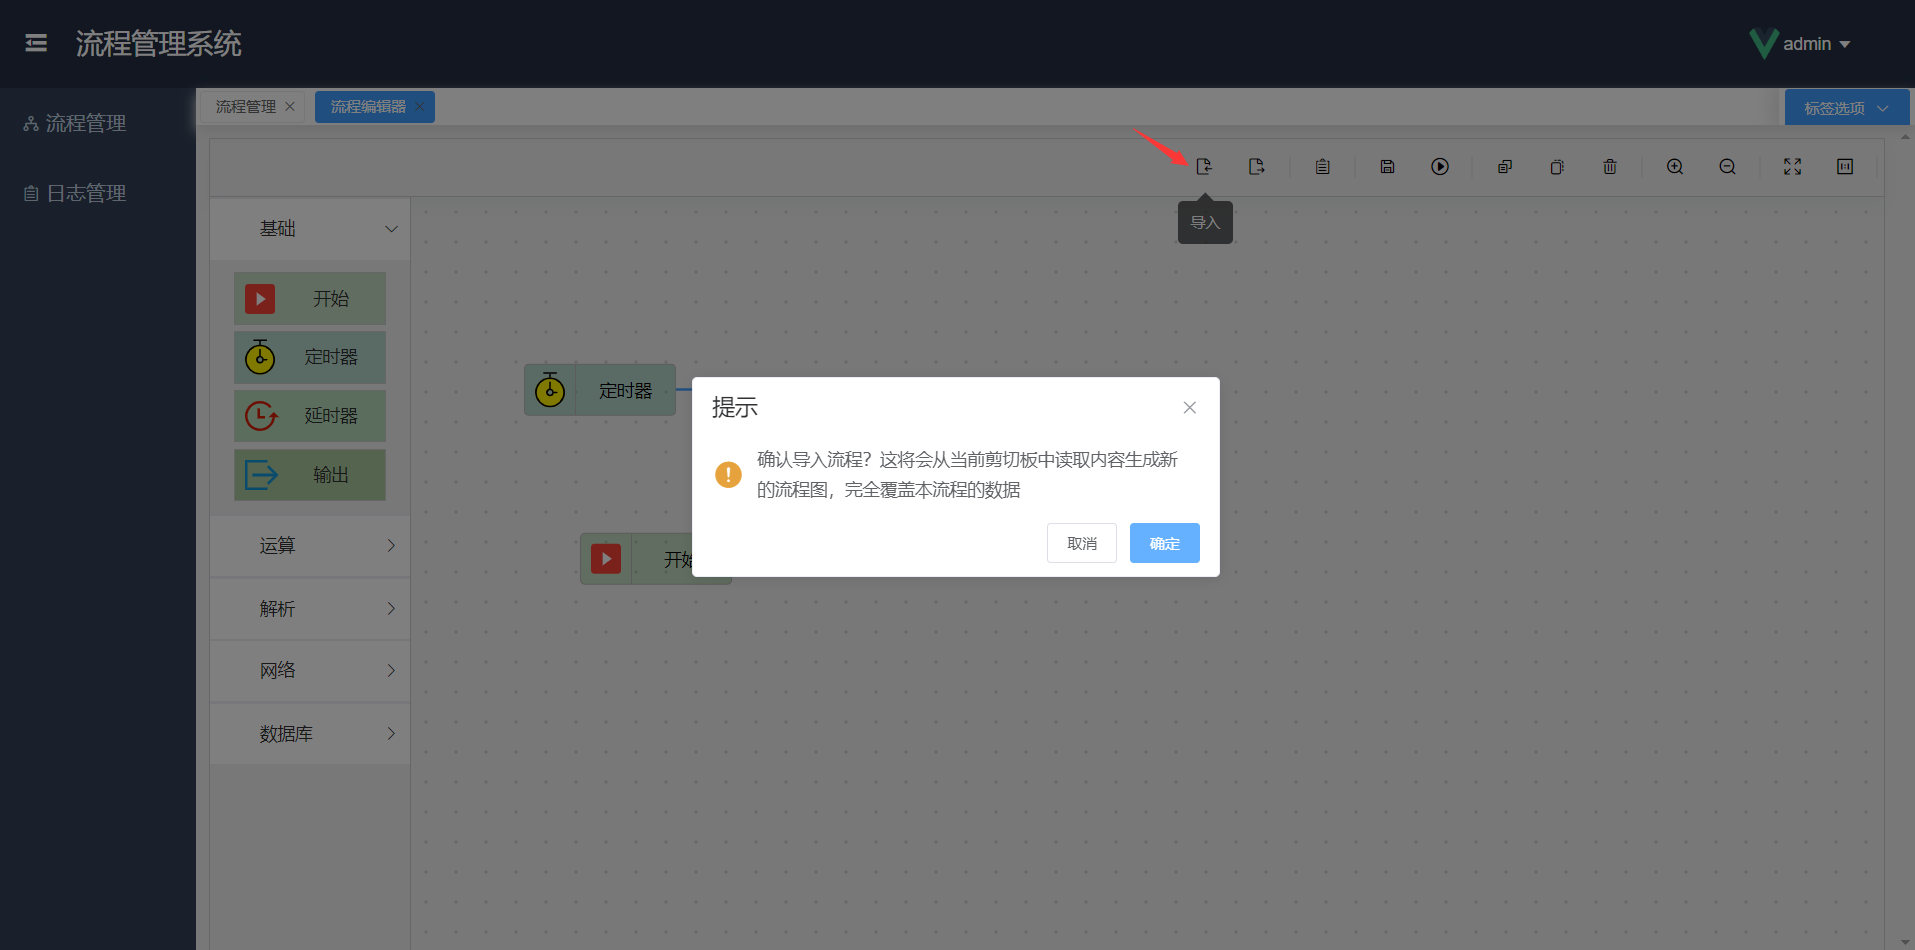 流程管理系统
admin
流程管理
日志管理
流程管理
流程编辑器
标签选项
导入
基础
开始
定时器
延时器
输出
运算
解析
网络
数据库
定时器
开始
提示
确认导入流程？这将会从当前剪切板中读取内容生成新
的流程图，完全覆盖本流程的数据
取消
确定